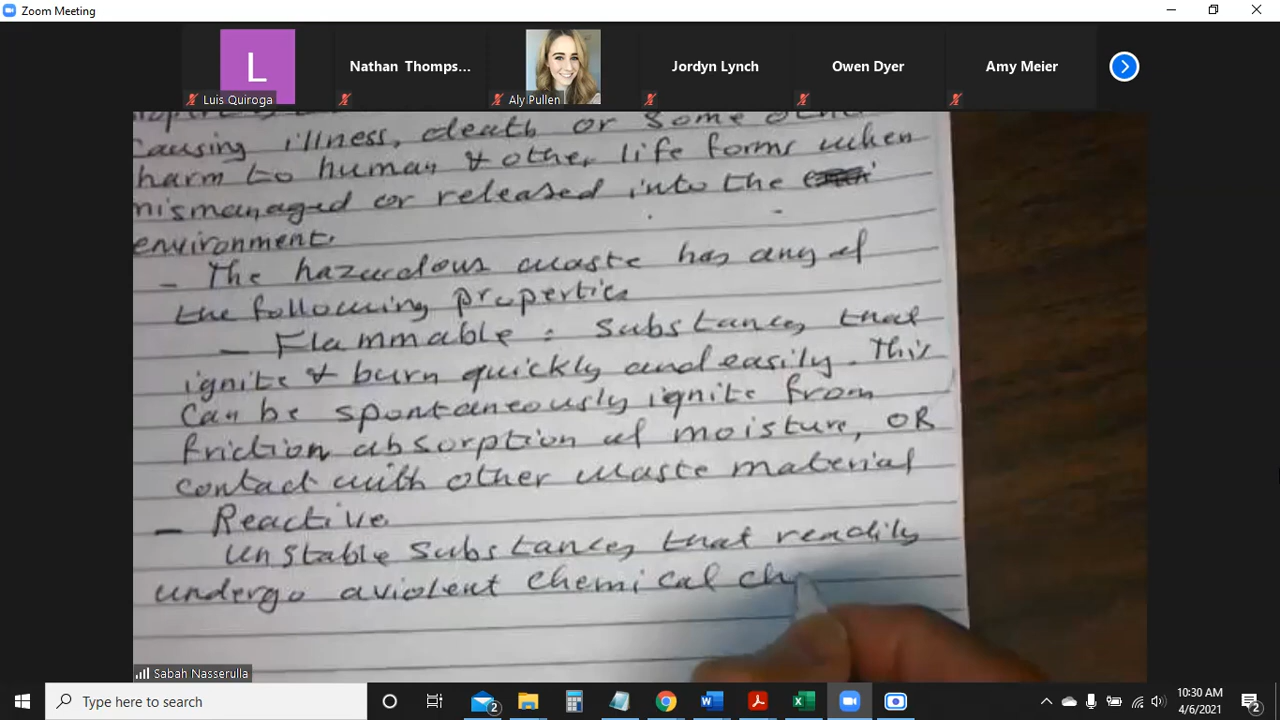 Zoom Meeting
L
Luis Quiroga
Nathan Thomps...
Aly Pullen
Jordyn Lynch
Owen Dyer
Amy Meier
causing illness, death or some
harm to human & other life forms when
mismanaged or released into the
environment.
- The hazardous waste has any of
the following properties
- Flammable : substances that
ignite & burn quickly and easily. This
can be spontaneously ignite from
friction absorption of moisture, OR
contact with other waste material
- Reactive
unstable substances that readily
undergo a violent chemical ch
Sabah Nasserulla
Type here to search
2
10:30 AM
4/6/2021
2